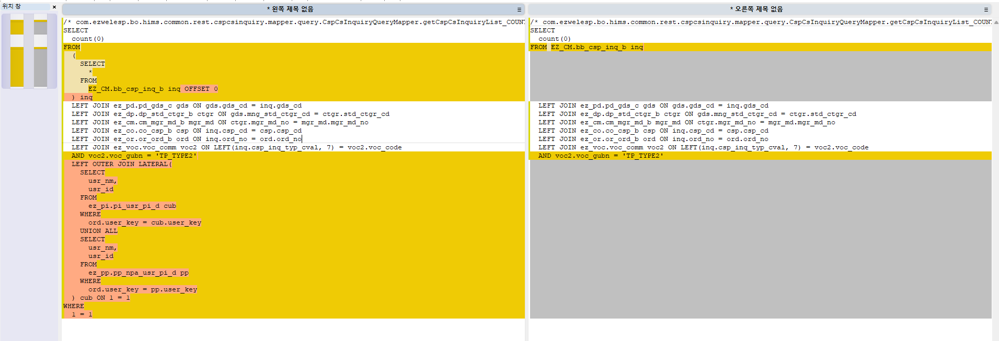 위치 창 ×
* 왼쪽 제목 없음 ☰
/* com.ezwelesp.bo.hims.common.rest.cspcsinquiry.mapper.query.CspCsInquiryQueryMapper.getCspCsInquiryList_COUNT
SELECT
  count(0)
FROM
  (
    SELECT
      *
    FROM
      EZ_CM.bb_csp_inq_b inq OFFSET 0
  ) inq
  LEFT JOIN ez_pd.pd_gds_c gds ON gds.gds_cd = inq.gds_cd
  LEFT JOIN ez_dp.dp_std_ctgr_b ctgr ON gds.mng_std_ctgr_cd = ctgr.std_ctgr_cd
  LEFT JOIN ez_cm.cm_mgr_md_b mgr_md ON ctgr.mgr_md_no = mgr_md.mgr_md_no
  LEFT JOIN ez_co.co_csp_b csp ON inq.csp_cd = csp.csp_cd
  LEFT JOIN ez_or.or_ord_b ord ON inq.ord_no = ord.ord_no
  LEFT JOIN ez_voc.voc_comm voc2 ON LEFT(inq.csp_inq_typ_cval, 7) = voc2.voc_code
  AND voc2.voc_gubn = 'TP_TYPE2'
  LEFT OUTER JOIN LATERAL(
    SELECT
      usr_nm,
      usr_id
    FROM
      ez_pi.pi_usr_pi_d cub
    WHERE
      ord.user_key = cub.user_key
    UNION ALL
    SELECT
      usr_nm,
      usr_id
    FROM
      ez_pp.pp_npa_usr_pi_d pp
    WHERE
      ord.user_key = pp.user_key
  ) cub ON 1 = 1
WHERE
  1 = 1
* 오른쪽 제목 없음 ☰
/* com.ezwelesp.bo.hims.common.rest.cspcsinquiry.mapper.query.CspCsInquiryQueryMapper.getCspCsInquiryList_COUNT
SELECT
  count(0)
FROM EZ_CM.bb_csp_inq_b inq
  LEFT JOIN ez_pd.pd_gds_c gds ON gds.gds_cd = inq.gds_cd
  LEFT JOIN ez_dp.dp_std_ctgr_b ctgr ON gds.mng_std_ctgr_cd = ctgr.std_ctgr_cd
  LEFT JOIN ez_cm.cm_mgr_md_b mgr_md ON ctgr.mgr_md_no = mgr_md.mgr_md_no
  LEFT JOIN ez_co.co_csp_b csp ON inq.csp_cd = csp.csp_cd
  LEFT JOIN ez_or.or_ord_b ord ON inq.ord_no = ord.ord_no
  LEFT JOIN ez_voc.voc_comm voc2 ON LEFT(inq.csp_inq_typ_cval, 7) = voc2.voc_code
  AND voc2.voc_gubn = 'TP_TYPE2'